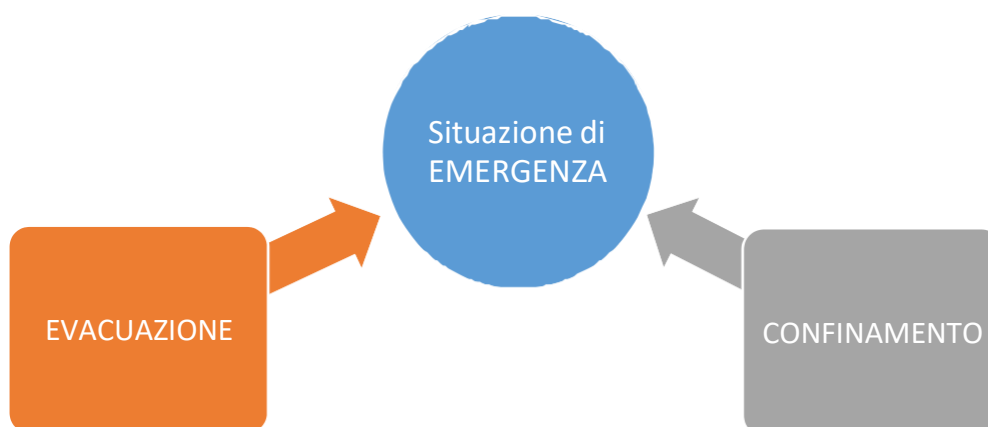 Situazione di
EMERGENZA
EVACUAZIONE
CONFINAMENTO